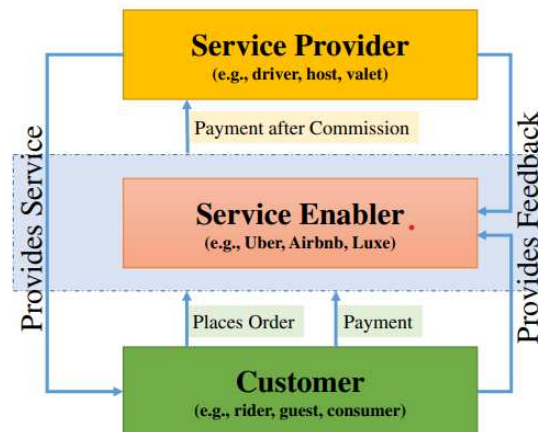 Service Provider
(e.g., driver, host, valet)
Payment after Commission
Provides Service
Provides Feedback
Service Enabler
(e.g., Uber, Airbnb, Luxe)
Places Order
Payment
Customer
(e.g., rider, guest, consumer)